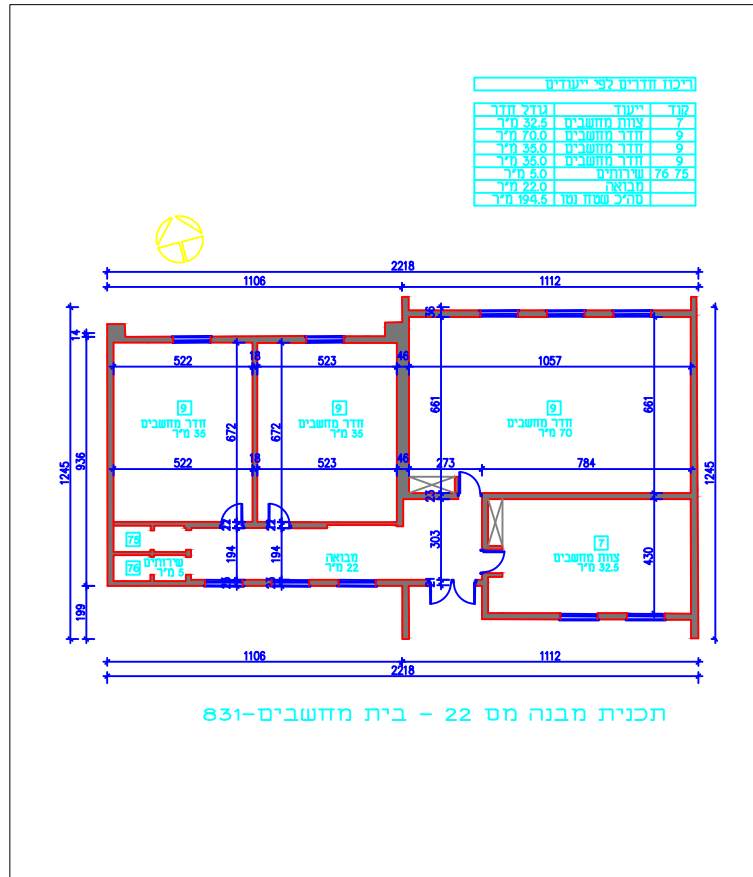 ריכוז חדרים לפי ייעודים
קוד ייעוד גודל חדר
7 צוות מחשבים 32.5 מ"ר
9 חדר מחשבים 70.0 מ"ר
9 חדר מחשבים 35.0 מ"ר
9 חדר מחשבים 35.0 מ"ר
75 76 שירותים 5.0 מ"ר
מבואה 22.0 מ"ר
סה"כ שטח נטו 194.5 מ"ר
2218
1106 1112
14
56
522 18 523 46 1057
9
חדר מחשבים
35 מ"ר
9
חדר מחשבים
35 מ"ר
9
חדר מחשבים
70 מ"ר
672 672 661 661
1245 936 1245
522 18 523 46 273 784
22 22 23
75
76
שירותים
5 מ"ר
194 194
מבואה
22 מ"ר
303
7
צוות מחשבים
32.5 מ"ר
430
199
1106 1112
2218
תכנית מבנה מס 22 - בית מחשבים-831